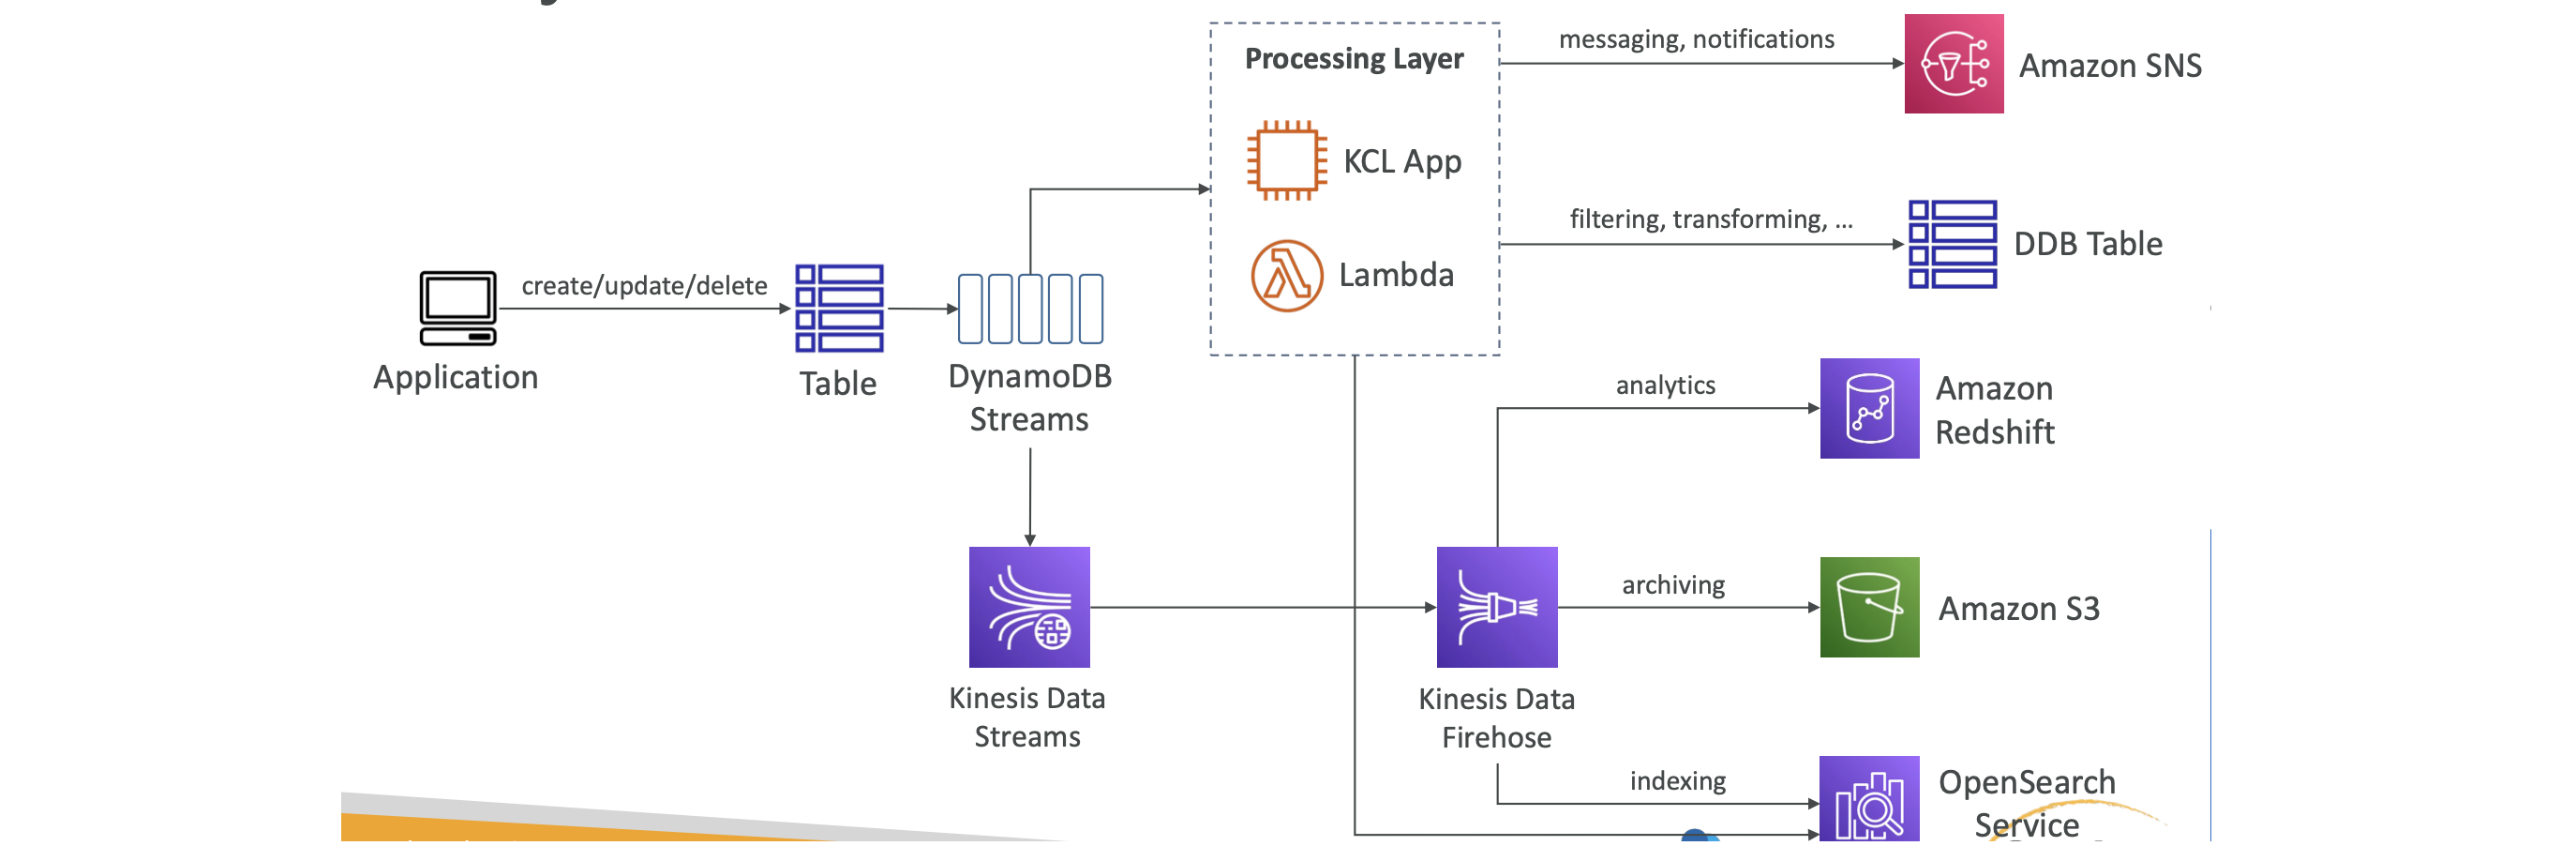 Processing Layer
KCL App
Lambda
messaging, notifications
Amazon SNS
filtering, transforming, ...
DDB Table
create/update/delete
Application
Table
DynamoDB
Streams
analytics
Amazon
Redshift
Kinesis Data
Streams
Kinesis Data
Firehose
archiving
Amazon S3
indexing
OpenSearch
Service